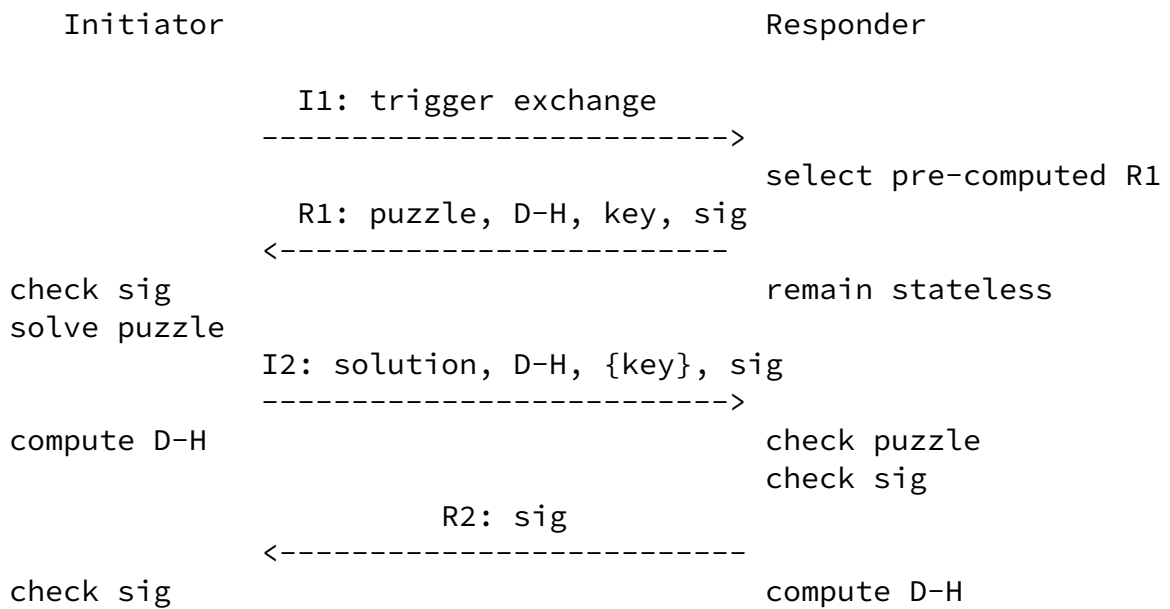 Initiator Responder
I1: trigger exchange
-------------------------->
select pre-computed R1
R1: puzzle, D-H, key, sig
<-------------------------
check sig remain stateless
solve puzzle
I2: solution, D-H, {key}, sig
-------------------------->
compute D-H check puzzle
check sig
R2: sig
<--------------------------
check sig compute D-H